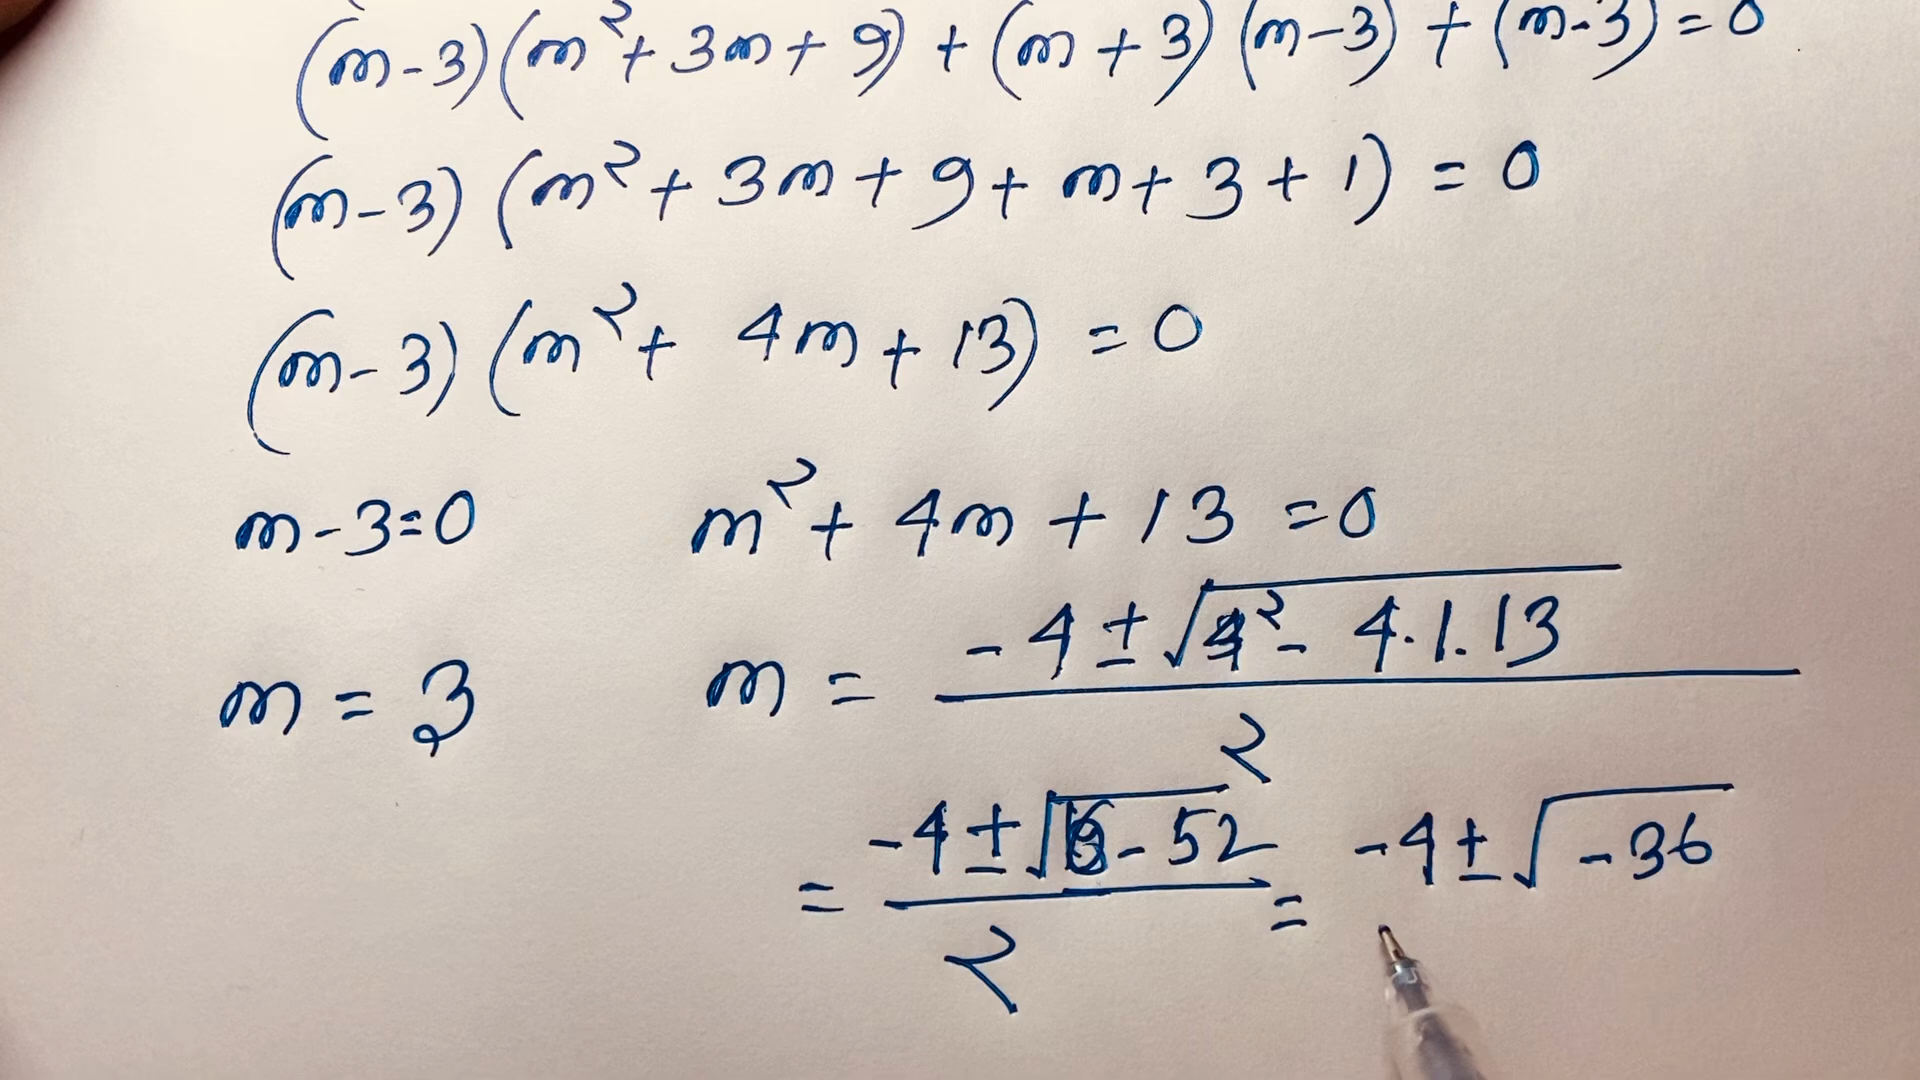 (m-3)(m²+3m+9)+(m+3)(m-3)+(m-3)=0
(m-3)(m²+3m+9+m+3+1)=0
(m-3)(m²+4m+13)=0
m-3=0 m²+4m+13=0
m=3 m=(-4±√(4²-4.1.13))/2
=(-4±√(16-52))/2 = -4±√(-36)